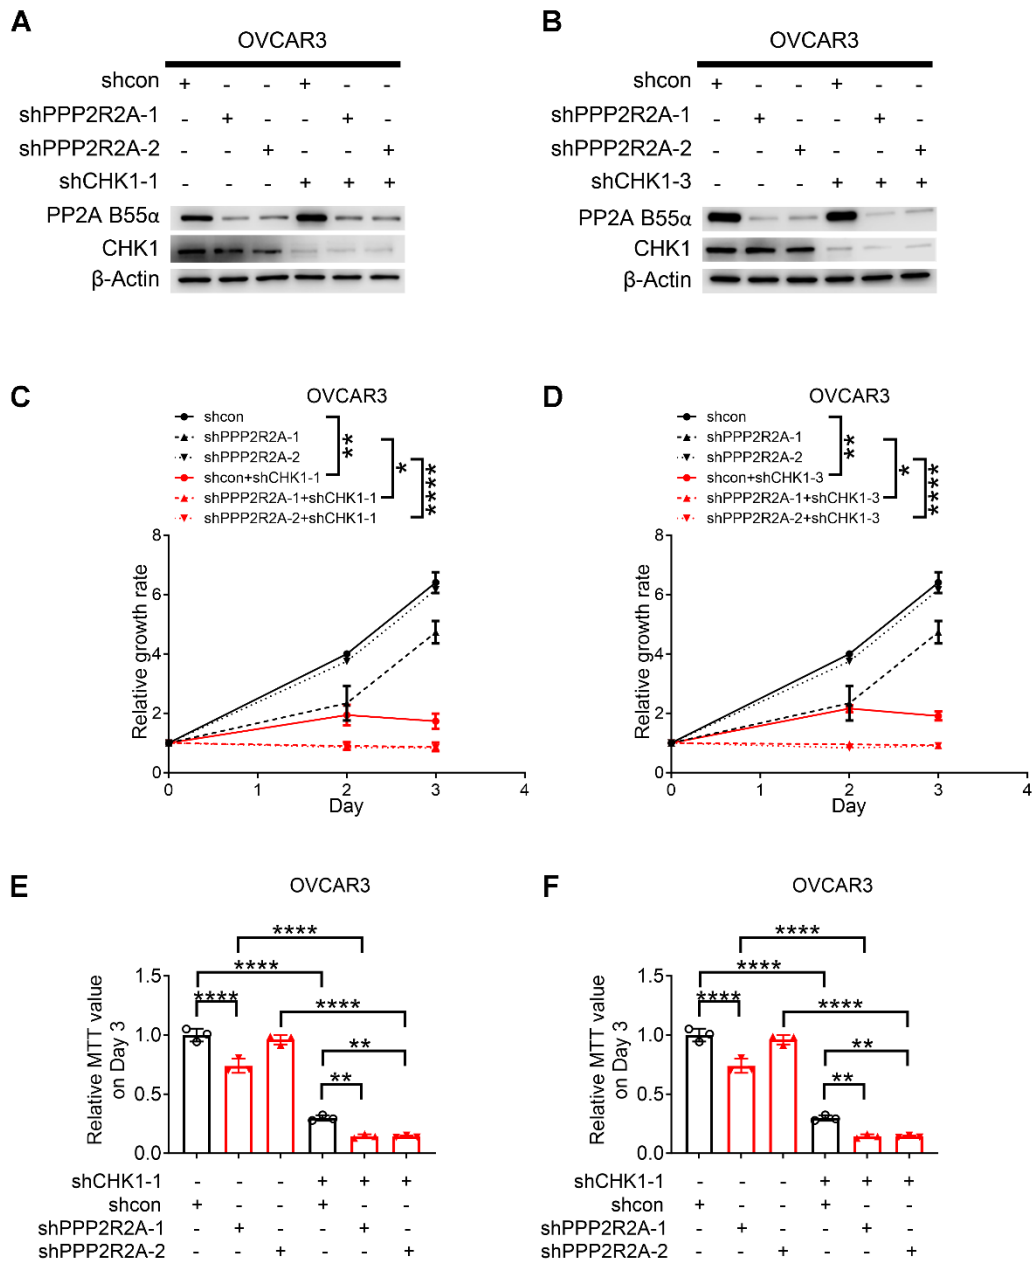 A
OVCAR3
shcon + - - + - -
shPPP2R2A-1 - + - - + -
shPPP2R2A-2 - - + - - +
shCHK1-1 - - - + + +
PP2A B55α
CHK1
β-Actin
B
OVCAR3
shcon + - - + - -
shPPP2R2A-1 - + - - + -
shPPP2R2A-2 - - + - - +
shCHK1-3 - - - + + +
PP2A B55α
CHK1
β-Actin
C
OVCAR3
shcon
shPPP2R2A-1
shPPP2R2A-2
shcon+shCHK1-1
shPPP2R2A-1+shCHK1-1
shPPP2R2A-2+shCHK1-1
**
*
****
Relative growth rate
8
6
4
2
0
0 1 2 3 4
Day
D
OVCAR3
shcon
shPPP2R2A-1
shPPP2R2A-2
shcon+shCHK1-3
shPPP2R2A-1+shCHK1-3
shPPP2R2A-2+shCHK1-3
**
*
****
Relative growth rate
8
6
4
2
0
0 1 2 3 4
Day
E
OVCAR3
****
****
**** ****
**
**
Relative MTT value
on Day 3
1.5
1.0
0.5
0.0
shCHK1-1 - - - + + +
shcon + - - + - -
shPPP2R2A-1 - + - - + -
shPPP2R2A-2 - - + - - +
F
OVCAR3
****
****
**** ****
**
**
Relative MTT value
on Day 3
1.5
1.0
0.5
0.0
shCHK1-1 - - - + + +
shcon + - - + - -
shPPP2R2A-1 - + - - + -
shPPP2R2A-2 - - + - - +